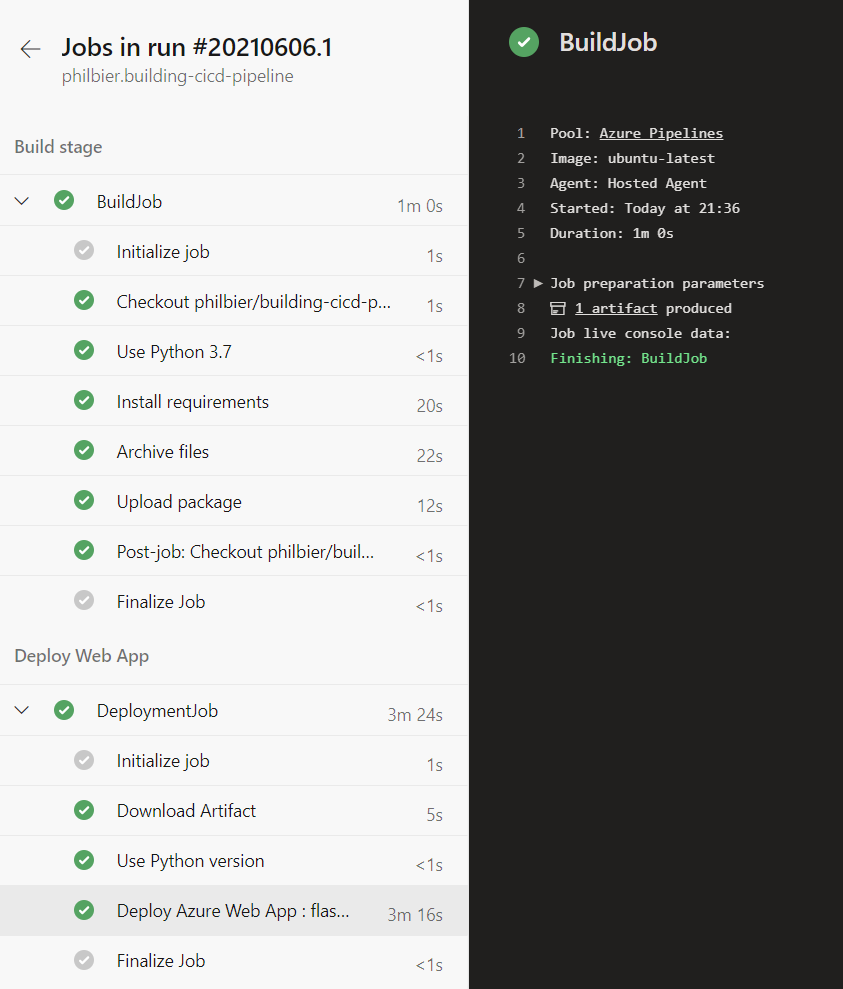 Jobs in run #20210606.1
philbier.building-cicd-pipeline
Build stage
BuildJob 1m 0s
Initialize job 1s
Checkout philbier/building-cicd-p... 1s
Use Python 3.7 <1s
Install requirements 20s
Archive files 22s
Upload package 12s
Post-job: Checkout philbier/buil... <1s
Finalize Job <1s
Deploy Web App
DeploymentJob 3m 24s
Initialize job 1s
Download Artifact 5s
Use Python version <1s
Deploy Azure Web App : flas... 3m 16s
Finalize Job <1s
BuildJob
1 Pool: Azure Pipelines
2 Image: ubuntu-latest
3 Agent: Hosted Agent
4 Started: Today at 21:36
5 Duration: 1m 0s
6
7 Job preparation parameters
8 1 artifact produced
9 Job live console data:
10 Finishing: BuildJob